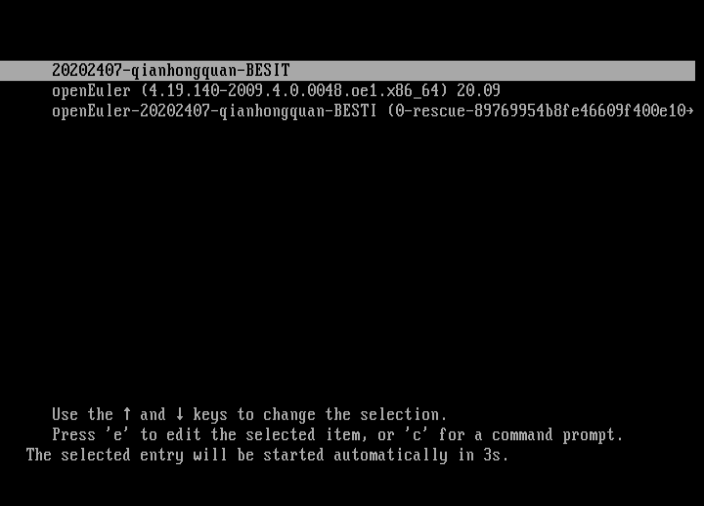 20202407-qianhongquan-BESIT
openEuler (4.19.140-2009.4.0.0048.oe1.x86_64) 20.09
openEuler-20202407-qianhongquan-BESTI (0-rescue-89769954b8fe46609f400e10→
Use the ↑ and ↓ keys to change the selection.
Press 'e' to edit the selected item, or 'c' for a command prompt.
The selected entry will be started automatically in 3s.